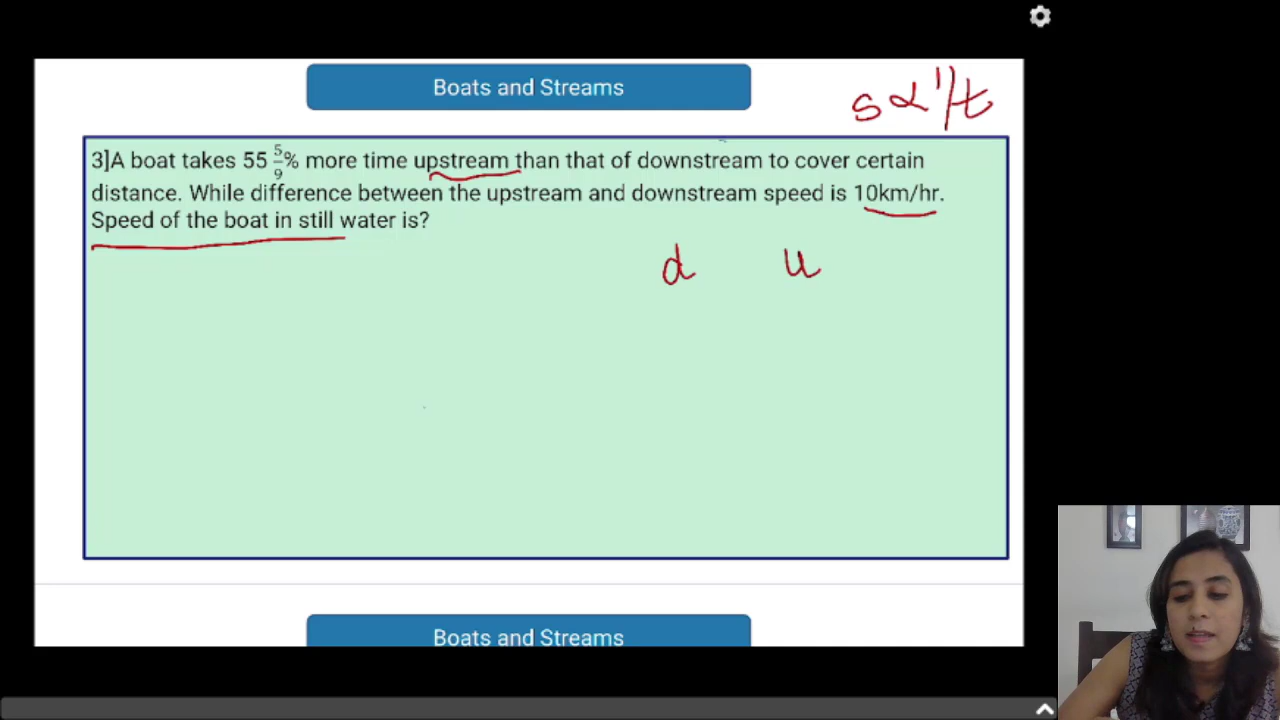 Boats and Streams
s α 1/t
3]A boat takes 55 5/9% more time upstream than that of downstream to cover certain
distance. While difference between the upstream and downstream speed is 10km/hr.
Speed of the boat in still water is?
d u
Boats and Streams